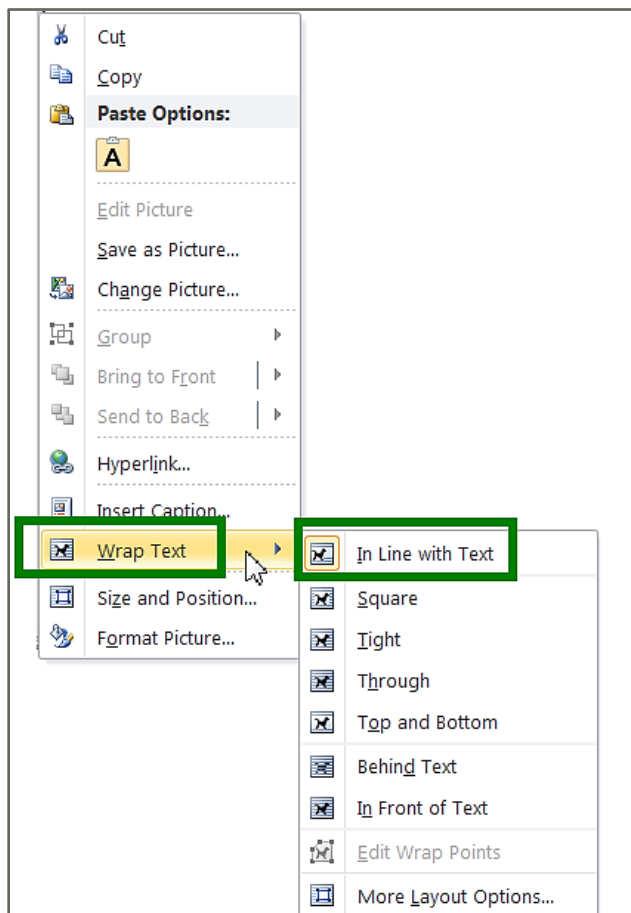 Cut
Copy
Paste Options:
A
Edit Picture
Save as Picture...
Change Picture...
Group
Bring to Front
Send to Back
Hyperlink...
Insert Caption...
Wrap Text
Size and Position...
Format Picture...
In Line with Text
Square
Tight
Through
Top and Bottom
Behind Text
In Front of Text
Edit Wrap Points
More Layout Options...